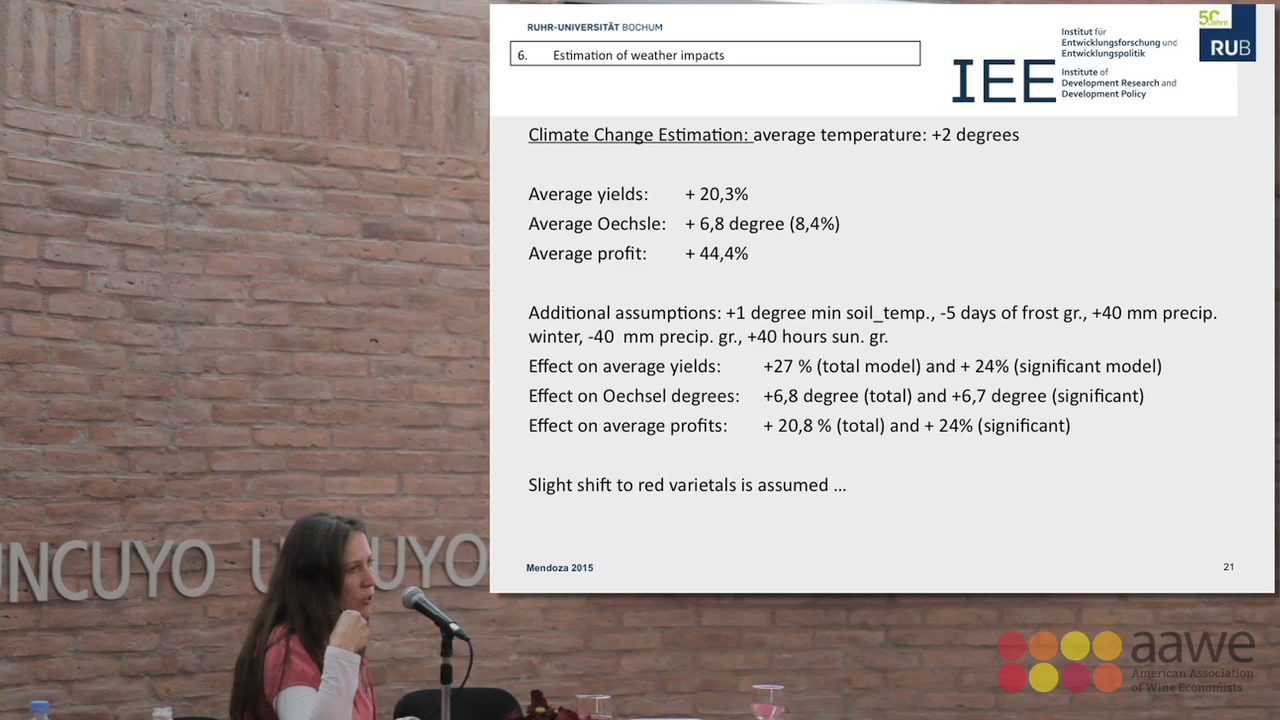 RUHR-UNIVERSITÄT BOCHUM
6. Estimation of weather impacts
IEE
Institut für
Entwicklungsforschung und
Entwicklungspolitik
Institute of
Development Research and
Development Policy
50 Jahre
RUB
Climate Change Estimation: average temperature: +2 degrees
Average yields: + 20,3%
Average Oechsle: + 6,8 degree (8,4%)
Average profit: + 44,4%
Additional assumptions: +1 degree min soil_temp., -5 days of frost gr., +40 mm precip.
winter, -40 mm precip. gr., +40 hours sun. gr.
Effect on average yields: +27 % (total model) and + 24% (significant model)
Effect on Oechsel degrees: +6,8 degree (total) and +6,7 degree (significant)
Effect on average profits: + 20,8 % (total) and + 24% (significant)
Slight shift to red varietals is assumed ...
Mendoza 2015
21
UNCUYO U UYO
aawe
American Association
of Wine Economists